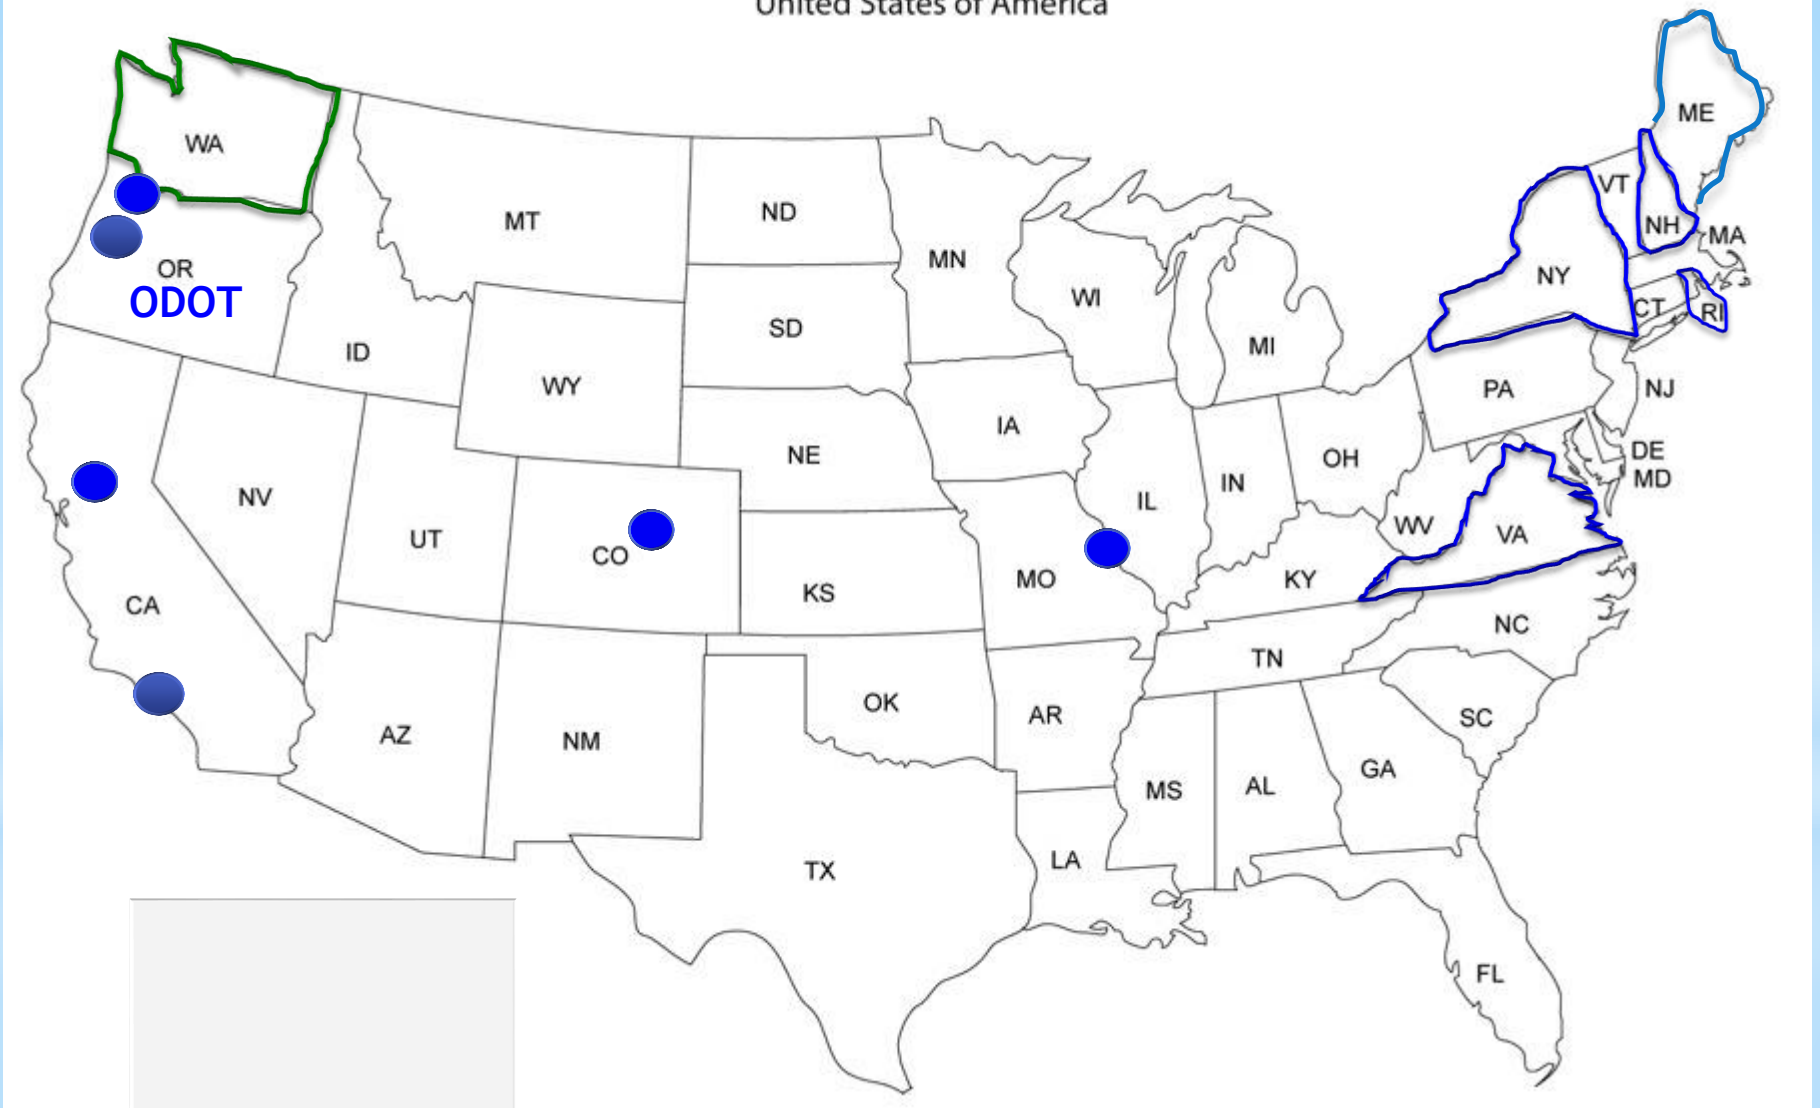 United States of America
ME
WA
VT
MT
ND
NH
MA
MN
OR
NY
WI
ODOT
CT
RI
SD
MI
ID
WY
PA
NJ
IA
NE
OH
DE
IN
MD
NV
IL
WV
VA
UT
CO
MO
KY
KS
CA
NC
TN
OK
AR
SC
AZ
NM
GA
MS
AL
LA
TX
FL